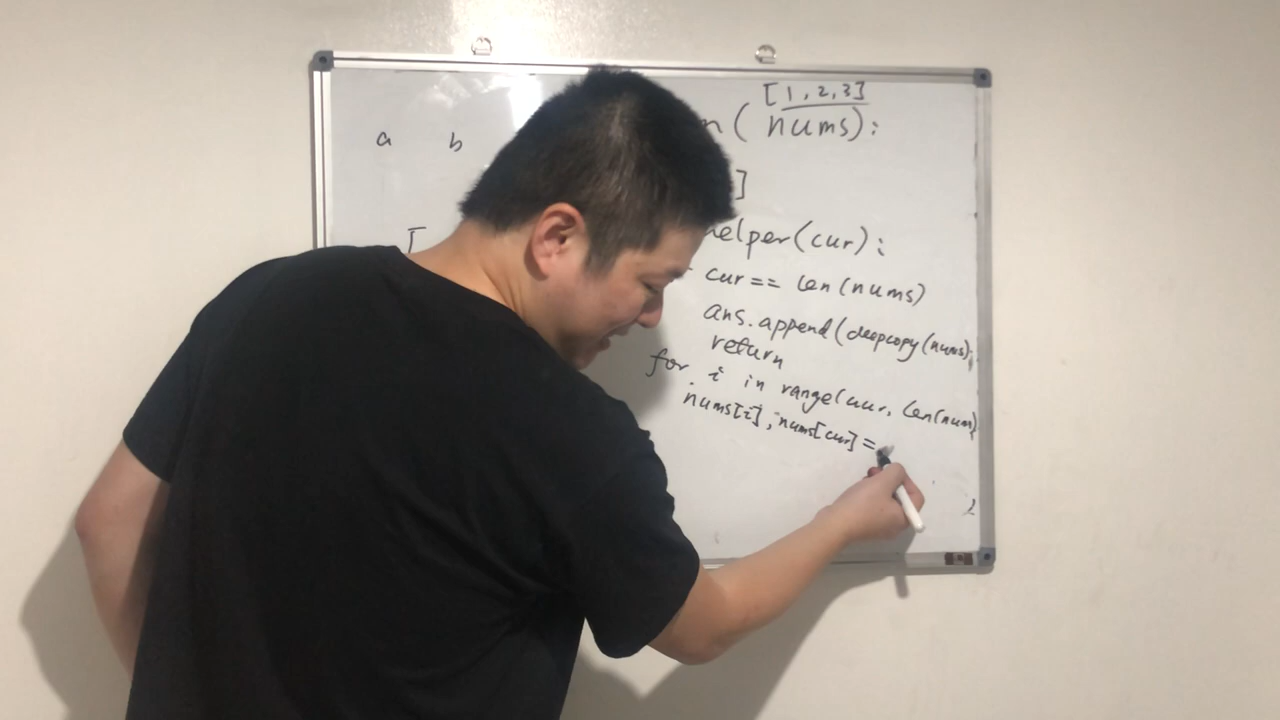 [1, 2, 3]
n( nums):
a b
]
helper(cur):
[
cur == len(nums)
ans.append(deepcopy(nums)
return
for i in range(cur, len(num)
nums[i], nums[cur] =